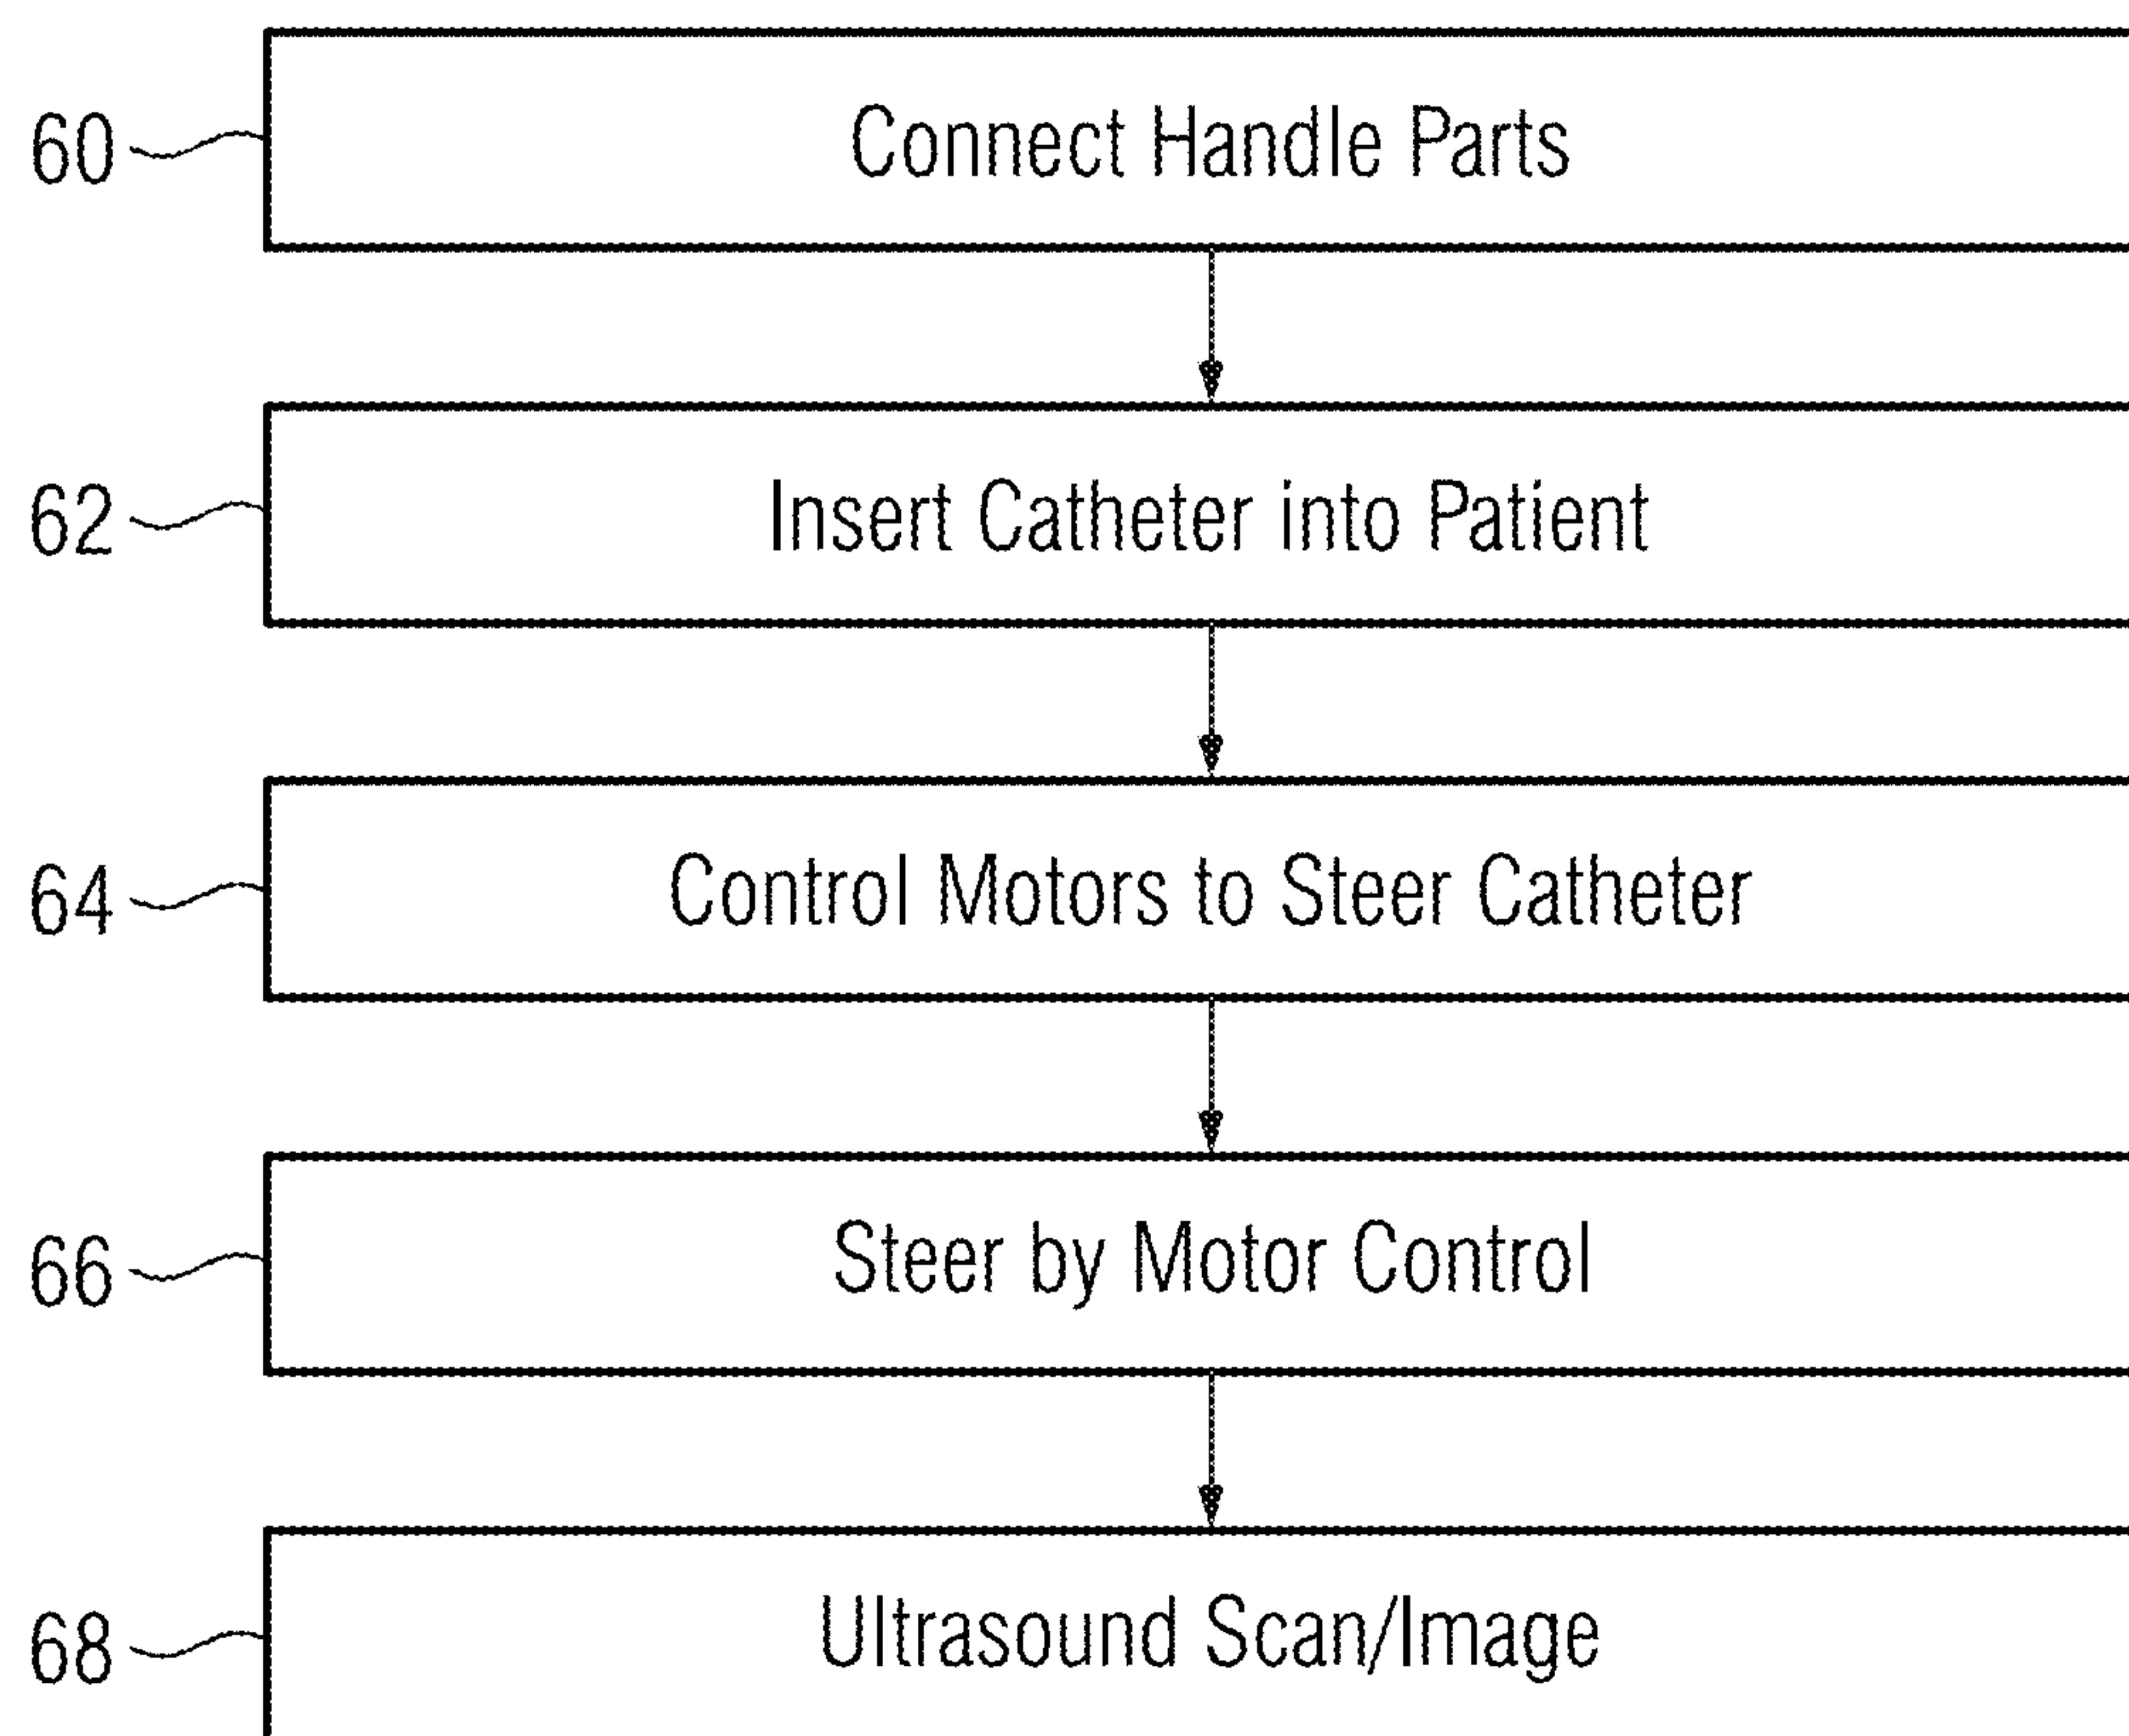 60 Connect Handle Parts
62 Insert Catheter into Patient
64 Control Motors to Steer Catheter
66 Steer by Motor Control
68 Ultrasound Scan/Image